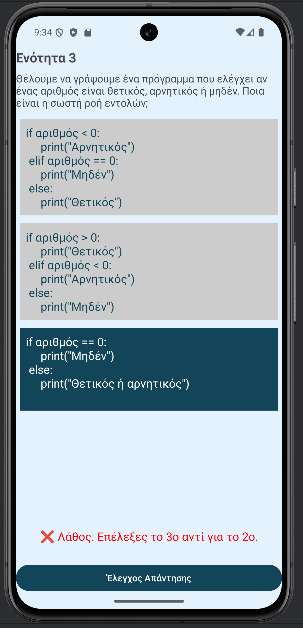 9:34
Ενότητα 3
Θέλουμε να γράψουμε ένα πρόγραμμα που ελέγχει αν
ένας αριθμός είναι θετικός, αρνητικός ή μηδέν. Ποια
είναι η σωστή ροή εντολών;
if αριθμός < 0:
print("Αρνητικός")
elif αριθμός == 0:
print("Μηδέν")
else:
print("Θετικός")
if αριθμός > 0:
print("Θετικός")
elif αριθμός < 0:
print("Αρνητικός")
else:
print("Μηδέν")
if αριθμός == 0:
print("Μηδέν")
else:
print("Θετικός ή αρνητικός")
❌ Λάθος. Επέλεξες το 3ο αντί για το 2ο.
Έλεγχος Απάντησης